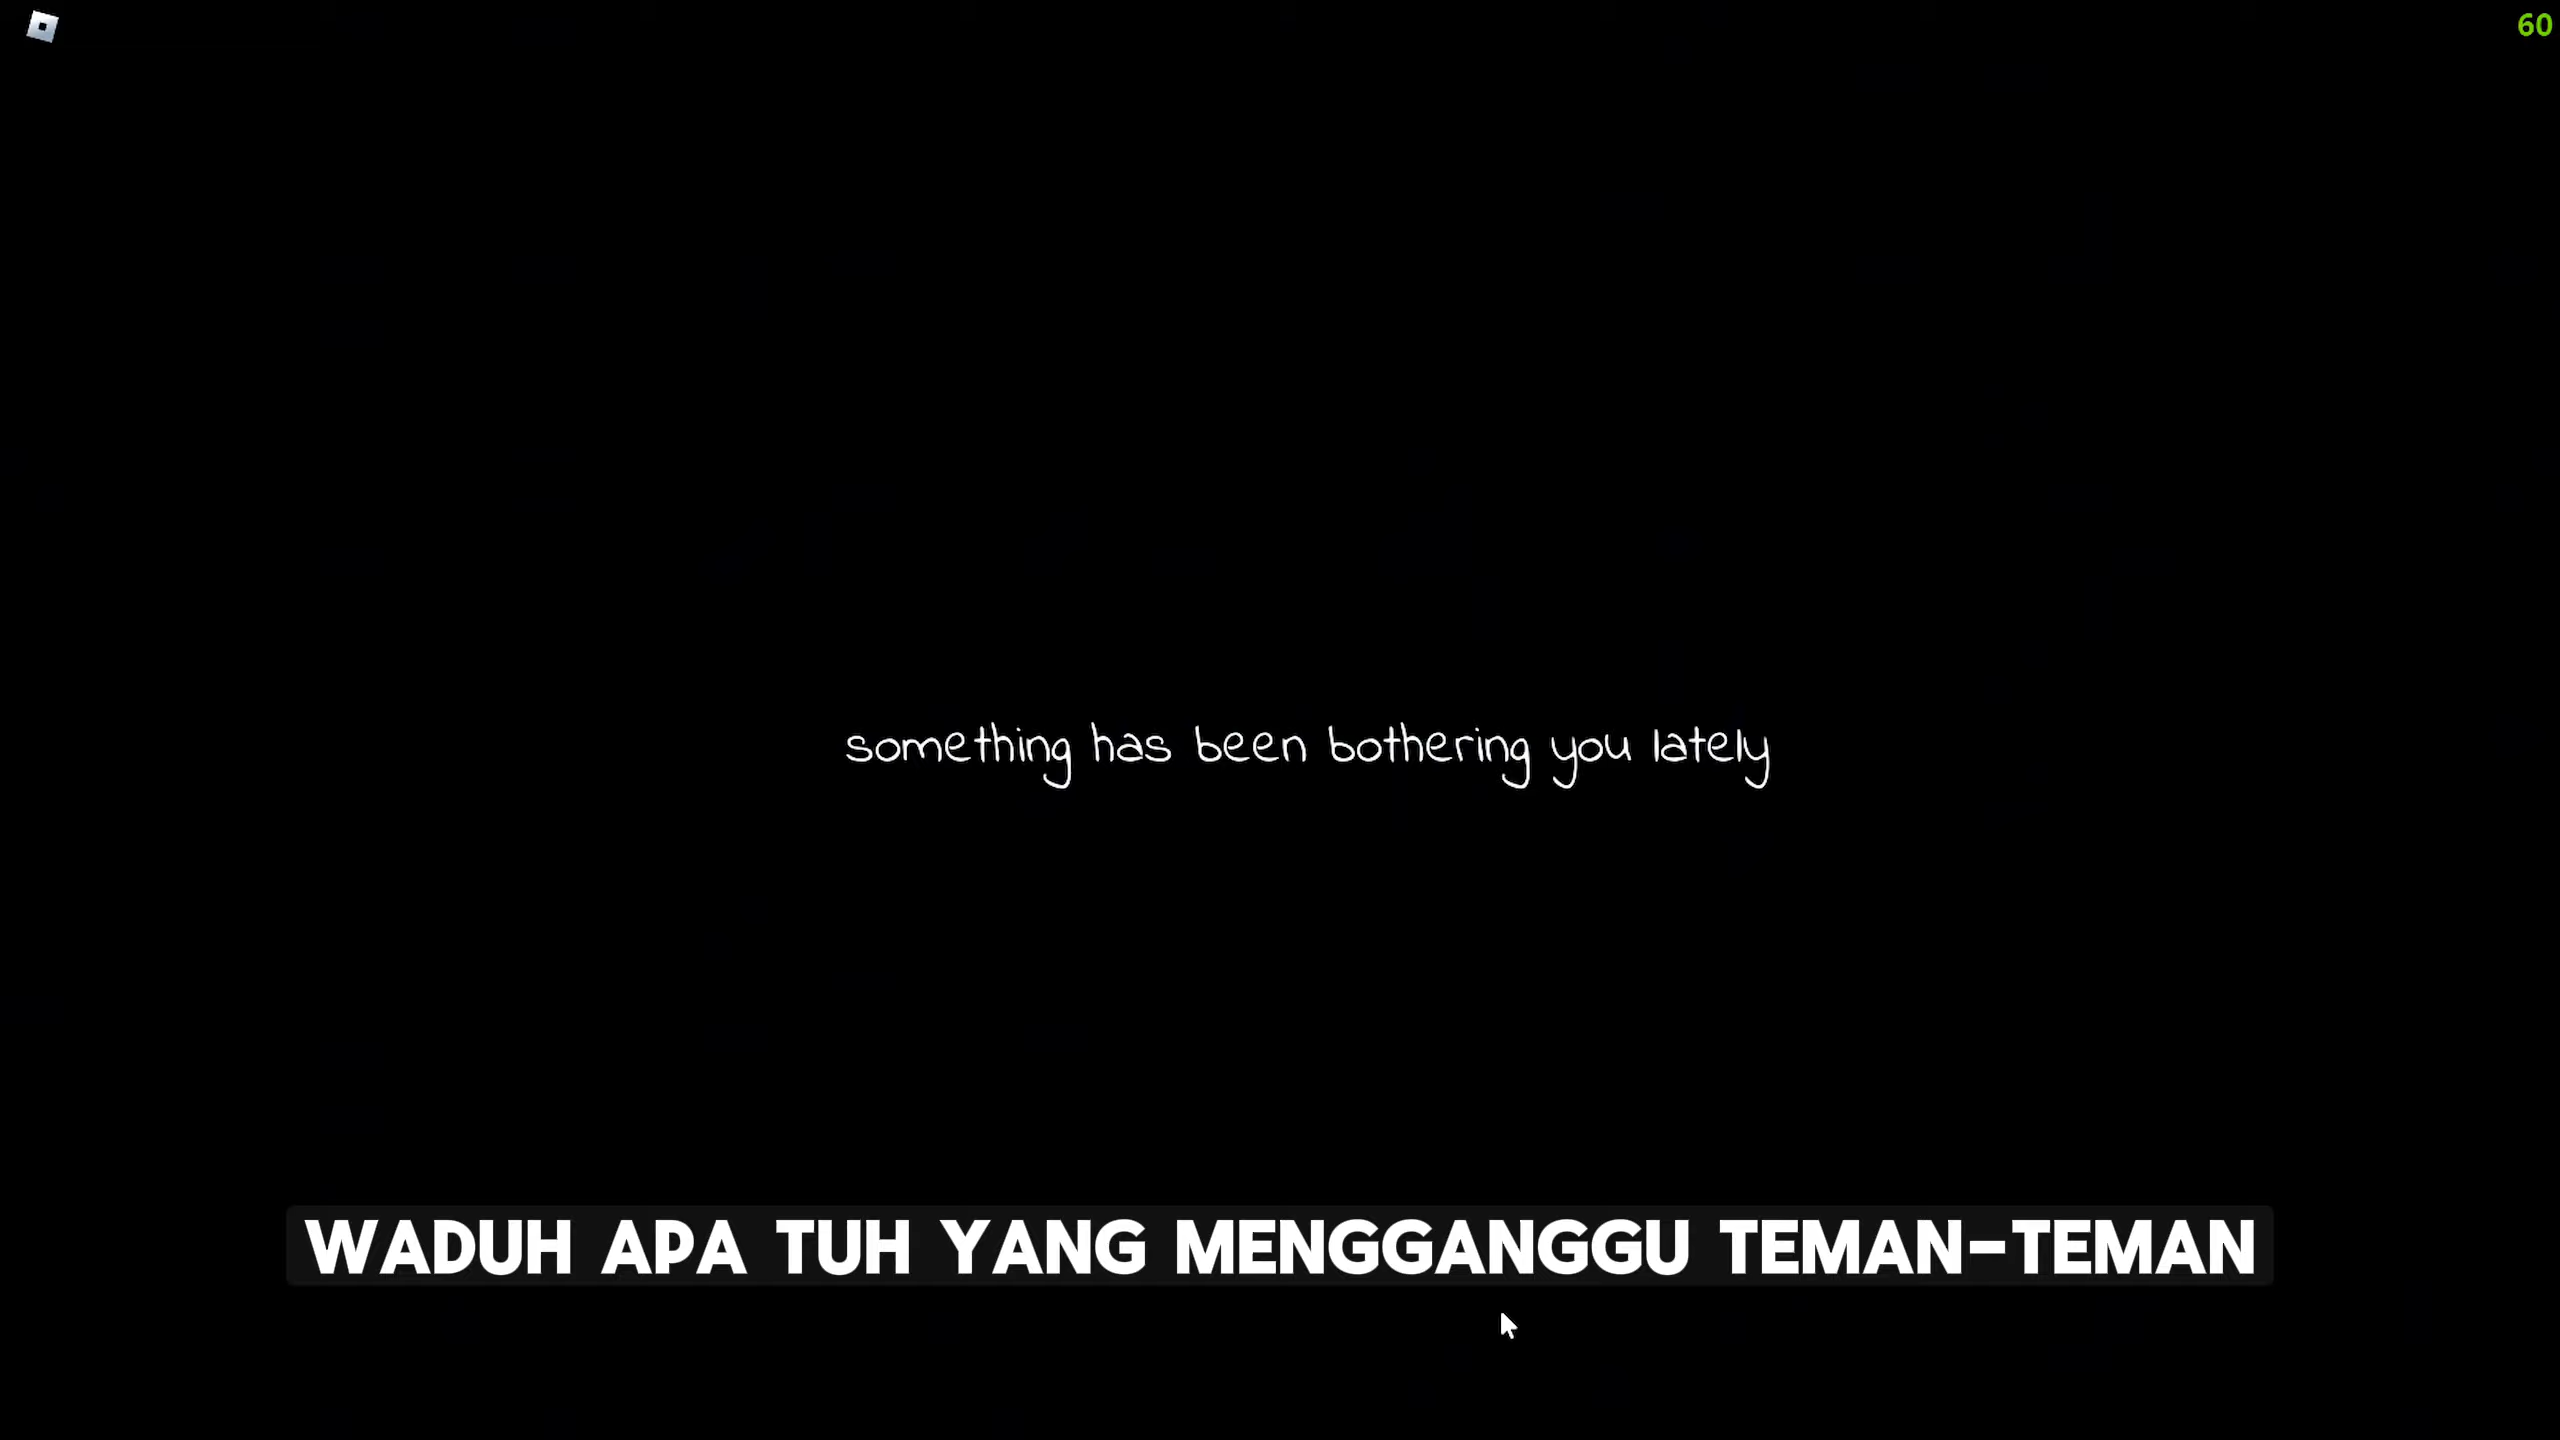 60
something has been bothering you lately
WADUH APA TUH YANG MENGGANGGU TEMAN-TEMAN